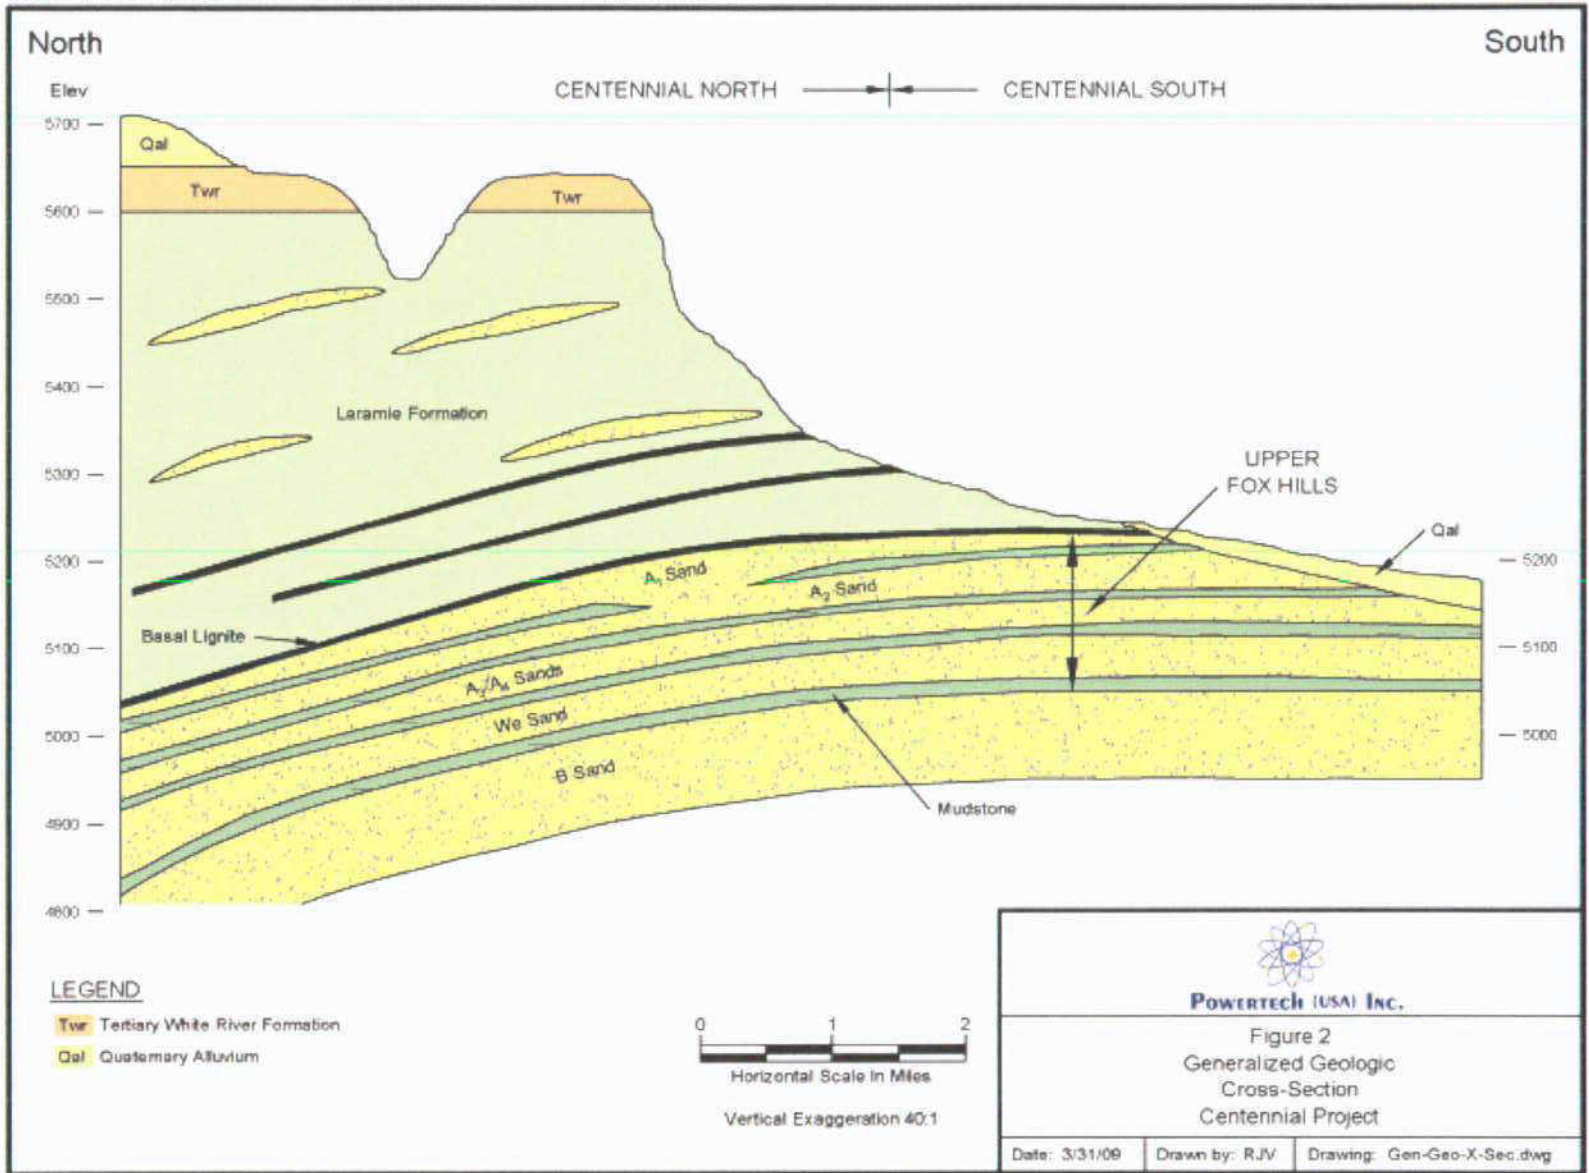 North
South
Elev
CENTENNIAL NORTH
CENTENNIAL SOUTH
5700
Qal
Twr
Twr
5600
5500
5400
Laramie Formation
5300
UPPER
FOX HILLS
Qal
5200
5200
A₁ Sand
A₂ Sand
Basal Lignite
5100
5100
We Sand
5000
5000
B Sand
Mudstone
4900
4800
LEGEND
Twr Tertiary White River Formation
Qal Quaternary Alluvium
0 1 2
Horizontal Scale In Miles
Vertical Exaggeration 40:1
POWERTECH (USA) INC.
Figure 2
Generalized Geologic
Cross-Section
Centennial Project
Date: 3/31/09
Drawn by: RJV
Drawing: Gen-Geo-X-Sec.dwg